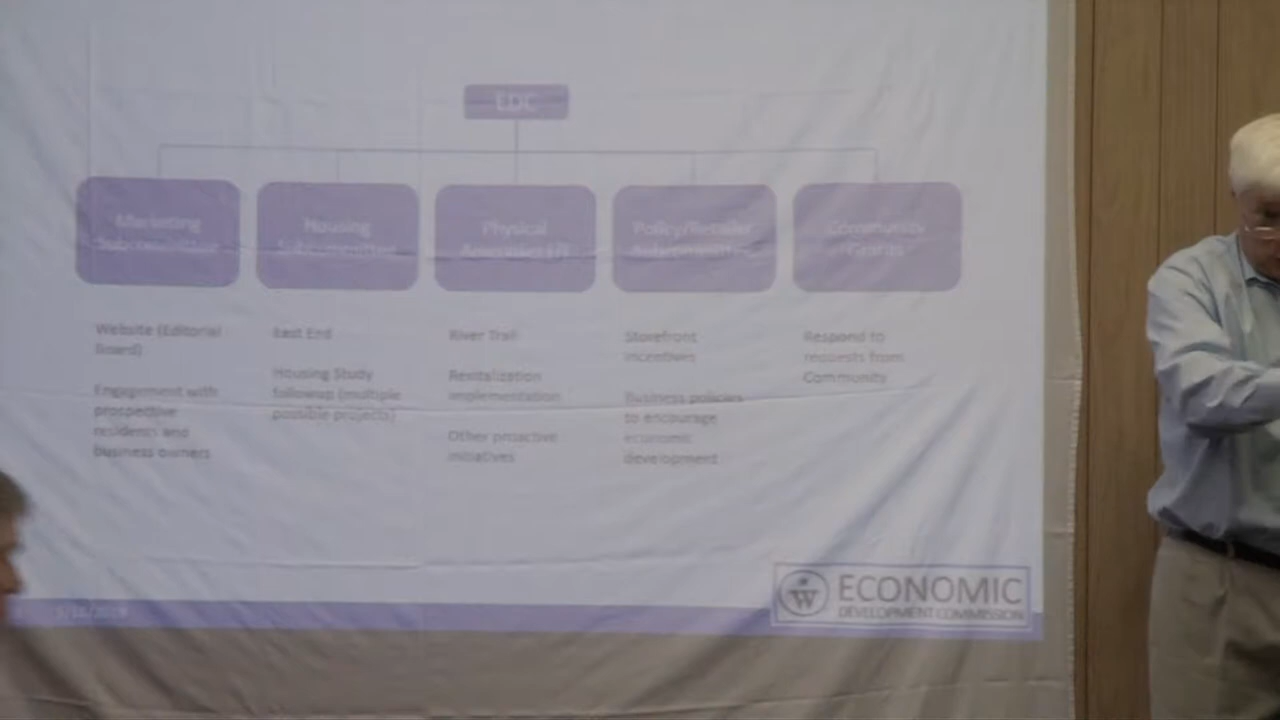 EDC
Marketing
Subcommittee
Housing
Subcommittee
Physical
Policy/Retailer
Community
Grants
Website (Editorial
Board)
Engagement with
prospective
residents and
business owners
East End
Housing Study
followup (multiple
possible projects)
River Trail
Revitalization
implementation
Other proactive
initiatives
Storefront
incentives
Business policies
to encourage
economic
development
Respond to
requests from
Community
W
ECONOMIC
DEVELOPMENT COMMISSION